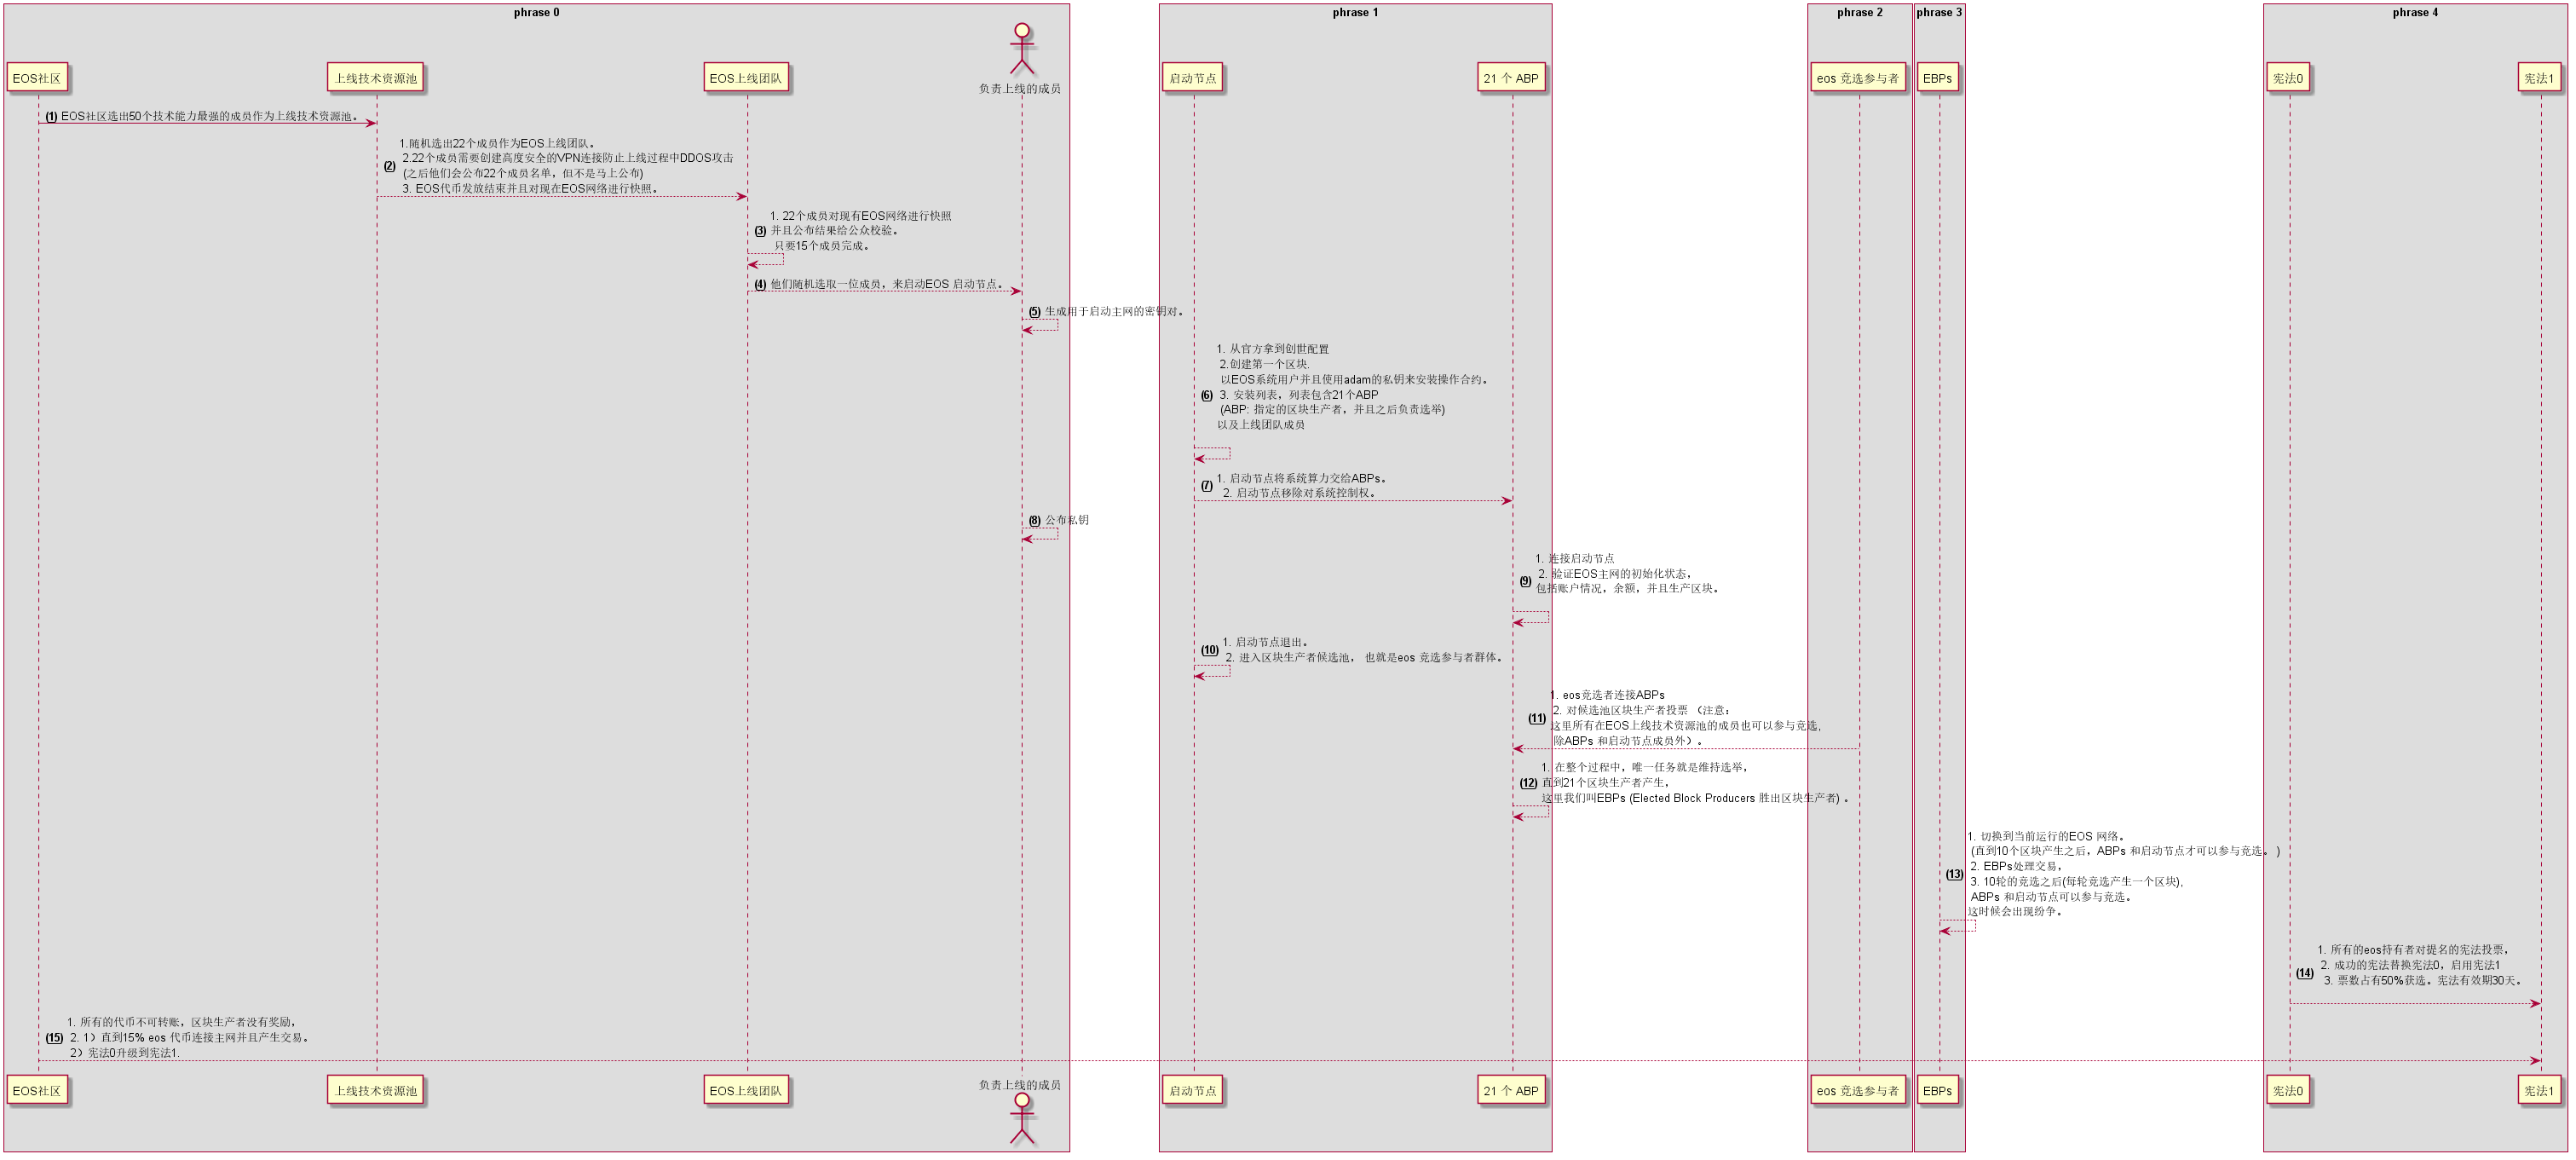 phrase 0
phrase 1
phrase 2
phrase 3
phrase 4
EOS社区
上线技术资源池
EOS上线团队
负责上线的成员
启动节点
21 个 ABP
eos 竞选参与者
EBPs
宪法0
宪法1
(1) EOS社区选出50个技术能力最强的成员作为上线技术资源池。
1.随机选出22个成员作为EOS上线团队。
2.22个成员需要创建高度安全的VPN连接防止上线过程中DDOS攻击
(2)
(之后他们会公布22个成员名单，但不是马上公布)
3. EOS代币发放结束并且对现在EOS网络进行快照。
1. 22个成员对现有EOS网络进行快照
(3) 并且公布结果给公众校验。
只要15个成员完成。
(4) 他们随机选取一位成员，来启动EOS 启动节点。
(5) 生成用于启动主网的密钥对。
1. 从官方拿到创世配置
2.创建第一个区块.
以EOS系统用户并且使用adam的私钥来安装操作合约。
(6) 3. 安装列表，列表包含21个ABP
(ABP: 指定的区块生产者，并且之后负责选举)
以及上线团队成员
1. 启动节点将系统算力交给ABPs。
(7)
2. 启动节点移除对系统控制权。
(8) 公布私钥
1. 连接启动节点
2. 验证EOS主网的初始化状态，
(9)
包括账户情况，余额，并且生产区块。
1. 启动节点退出。
(10)
2. 进入区块生产者候选池， 也就是eos 竞选参与者群体。
1. eos竞选者连接ABPs
2. 对候选池区块生产者投票 （注意：
(11)
这里所有在EOS上线技术资源池的成员也可以参与竞选,
除ABPs 和启动节点成员外）。
1. 在整个过程中，唯一任务就是维持选举，
(12) 直到21个区块生产者产生，
这里我们叫EBPs (Elected Block Producers 胜出区块生产者) 。
1. 切换到当前运行的EOS 网络。
(直到10个区块产生之后，ABPs 和启动节点才可以参与竞选。 )
2. EBPs处理交易，
(13)
3. 10轮的竞选之后(每轮竞选产生一个区块),
ABPs 和启动节点可以参与竞选。
这时候会出现纷争。
1. 所有的eos持有者对提名的宪法投票，
2. 成功的宪法替换宪法0，启用宪法1
(14)
3. 票数占有50%获选。宪法有效期30天。
1. 所有的代币不可转账，区块生产者没有奖励，
(15) 2. 1）直到15% eos 代币连接主网并且产生交易。
2）宪法0升级到宪法1.
EOS社区
上线技术资源池
EOS上线团队
负责上线的成员
启动节点
21 个 ABP
eos 竞选参与者
EBPs
宪法0
宪法1